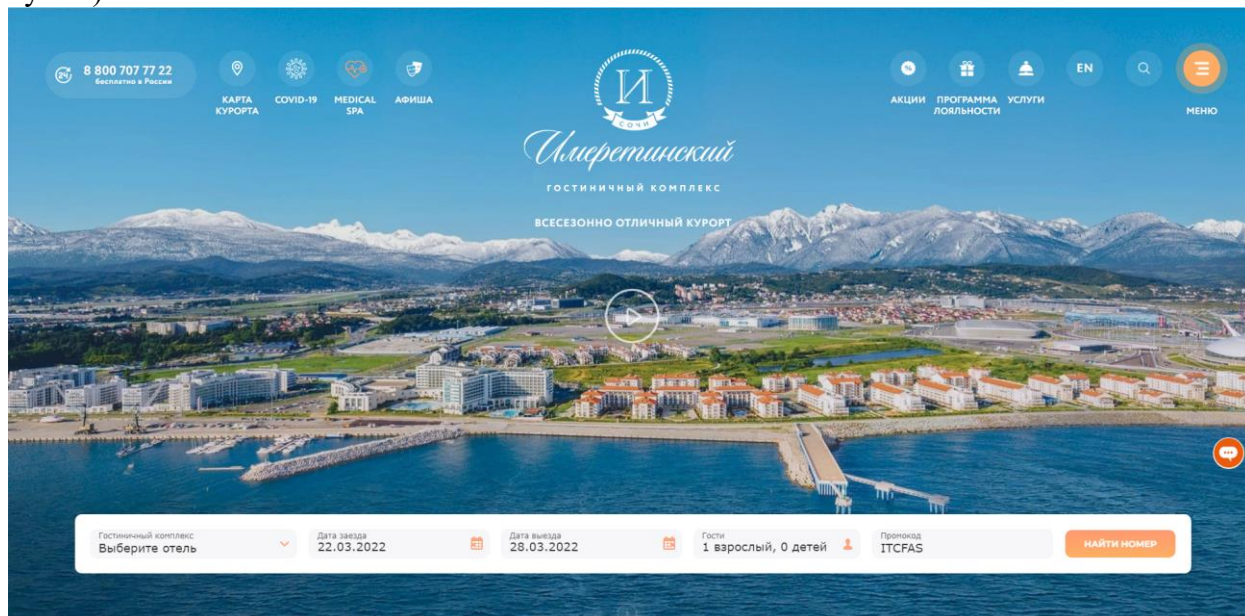 8 800 707 77 22
бесплатно в России
КАРТА
КУРОРТА
COVID-19
MEDICAL
SPA
АФИША
И
СОЧИ
Имеретинский
ГОСТИНИЧНЫЙ КОМПЛЕКС
ВСЕСЕЗОННО ОТЛИЧНЫЙ КУРОРТ
АКЦИИ
ПРОГРАММА
ЛОЯЛЬНОСТИ
УСЛУГИ
EN
МЕНЮ
Гостиничный комплекс
Выберите отель
Дата заезда
22.03.2022
Дата выезда
28.03.2022
Гости
1 взрослый, 0 детей
Промокод
ITCFAS
НАЙТИ НОМЕР